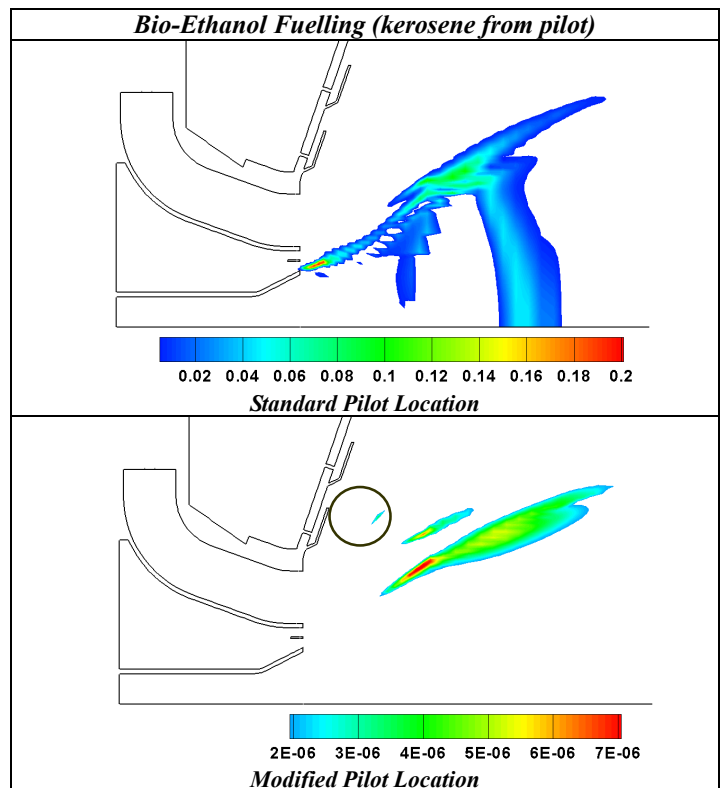 Bio-Ethanol Fuelling (kerosene from pilot)
0.02 0.04 0.06 0.08 0.1 0.12 0.14 0.16 0.18 0.2
Standard Pilot Location
2E-06 3E-06 4E-06 5E-06 6E-06 7E-06
Modified Pilot Location